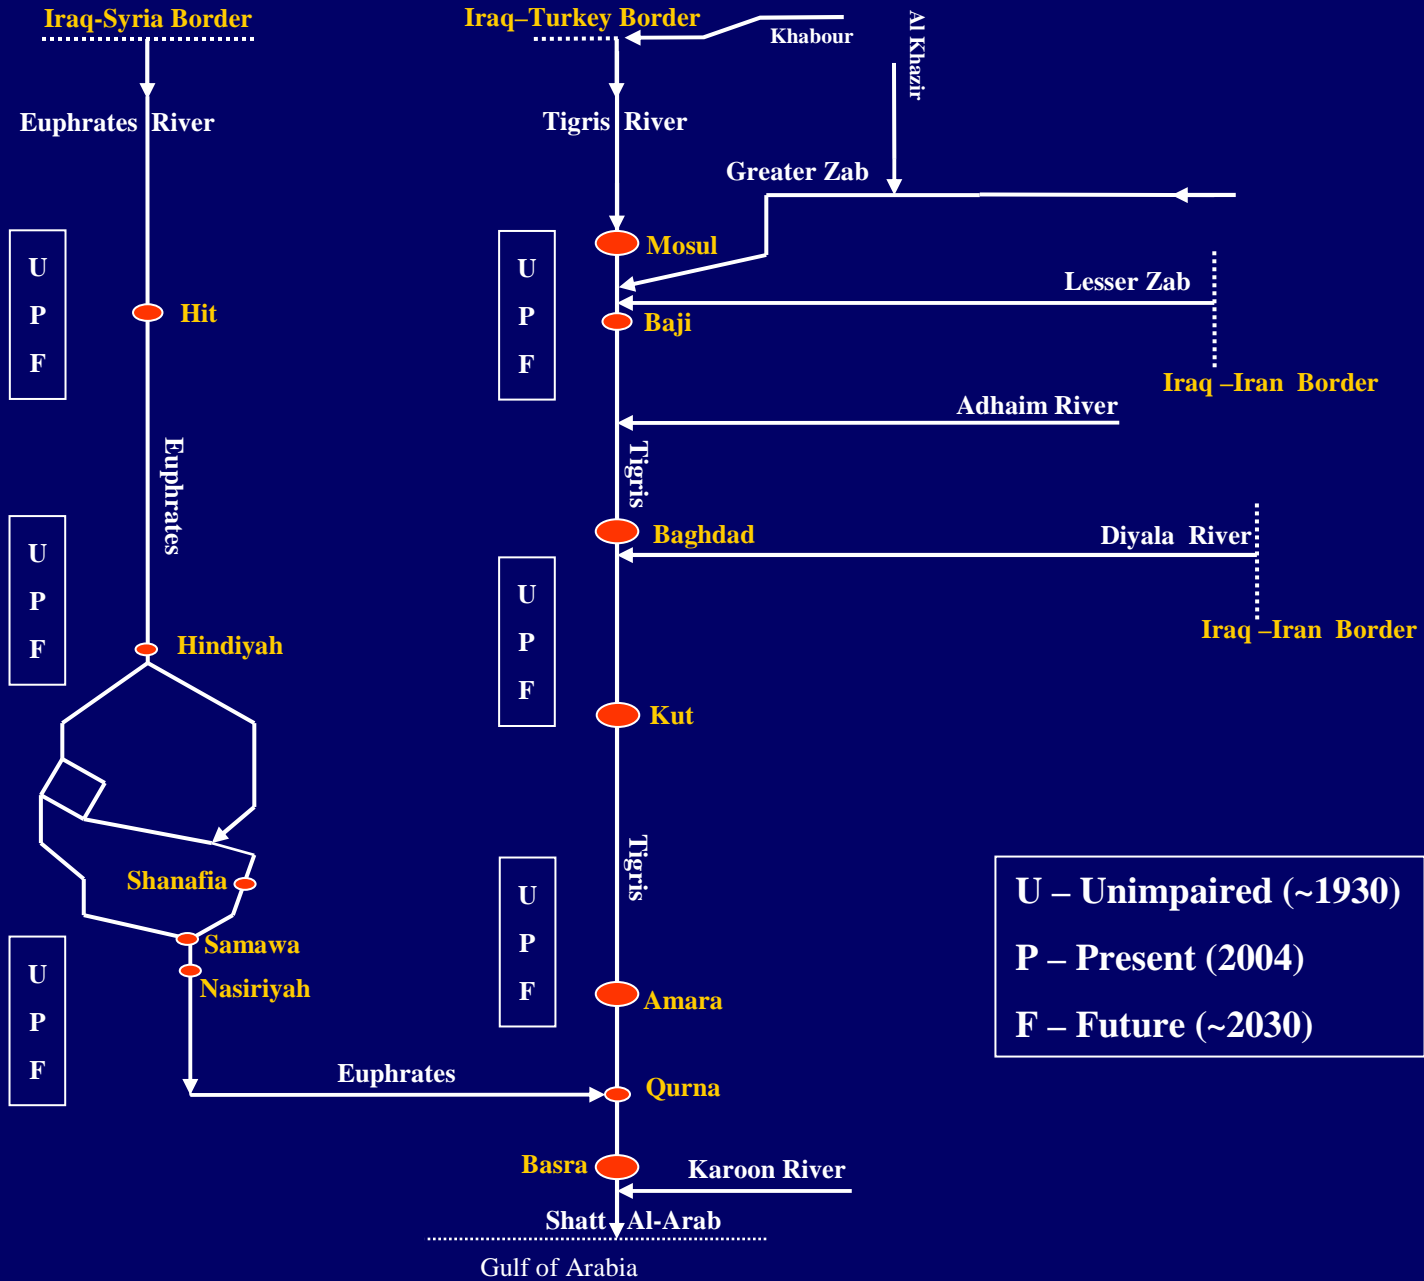 Iraq-Syria Border
Iraq–Turkey Border
Khabour
Al Khazir
Euphrates River
Tigris River
Greater Zab
U
P
F
Hit
U
P
F
Mosul
Lesser Zab
Baji
Iraq –Iran Border
Adhaim River
Euphrates
Tigris
U
P
F
Baghdad
Diyala River
U
P
F
Iraq –Iran Border
Hindiyah
Kut
Tigris
Shanafia
U
P
F
U – Unimpaired (~1930)
P – Present (2004)
F – Future (~2030)
Samawa
Nasiriyah
U
P
F
Amara
Euphrates
Qurna
Basra
Karoon River
Shatt Al-Arab
Gulf of Arabia